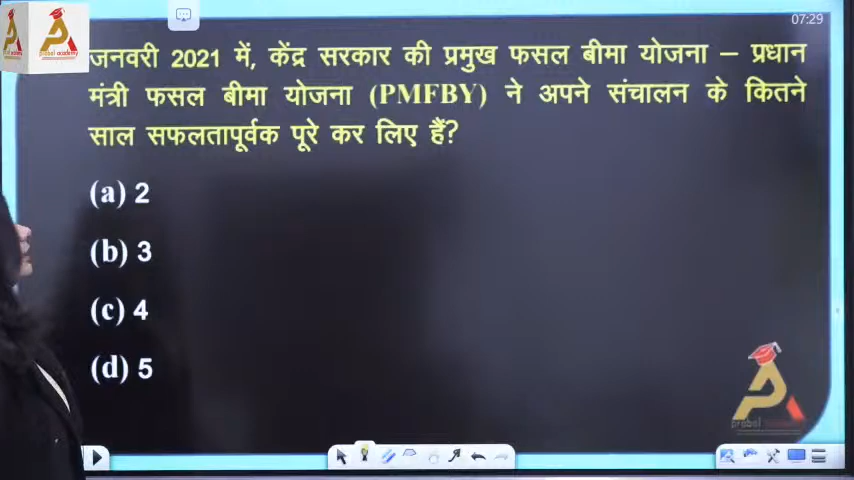 07:29
जनवरी 2021 में, केंद्र सरकार की प्रमुख फसल बीमा योजना – प्रधान
मंत्री फसल बीमा योजना (PMFBY) ने अपने संचालन के कितने
साल सफलतापूर्वक पूरे कर लिए हैं?
(a) 2
(b) 3
(c) 4
(d) 5